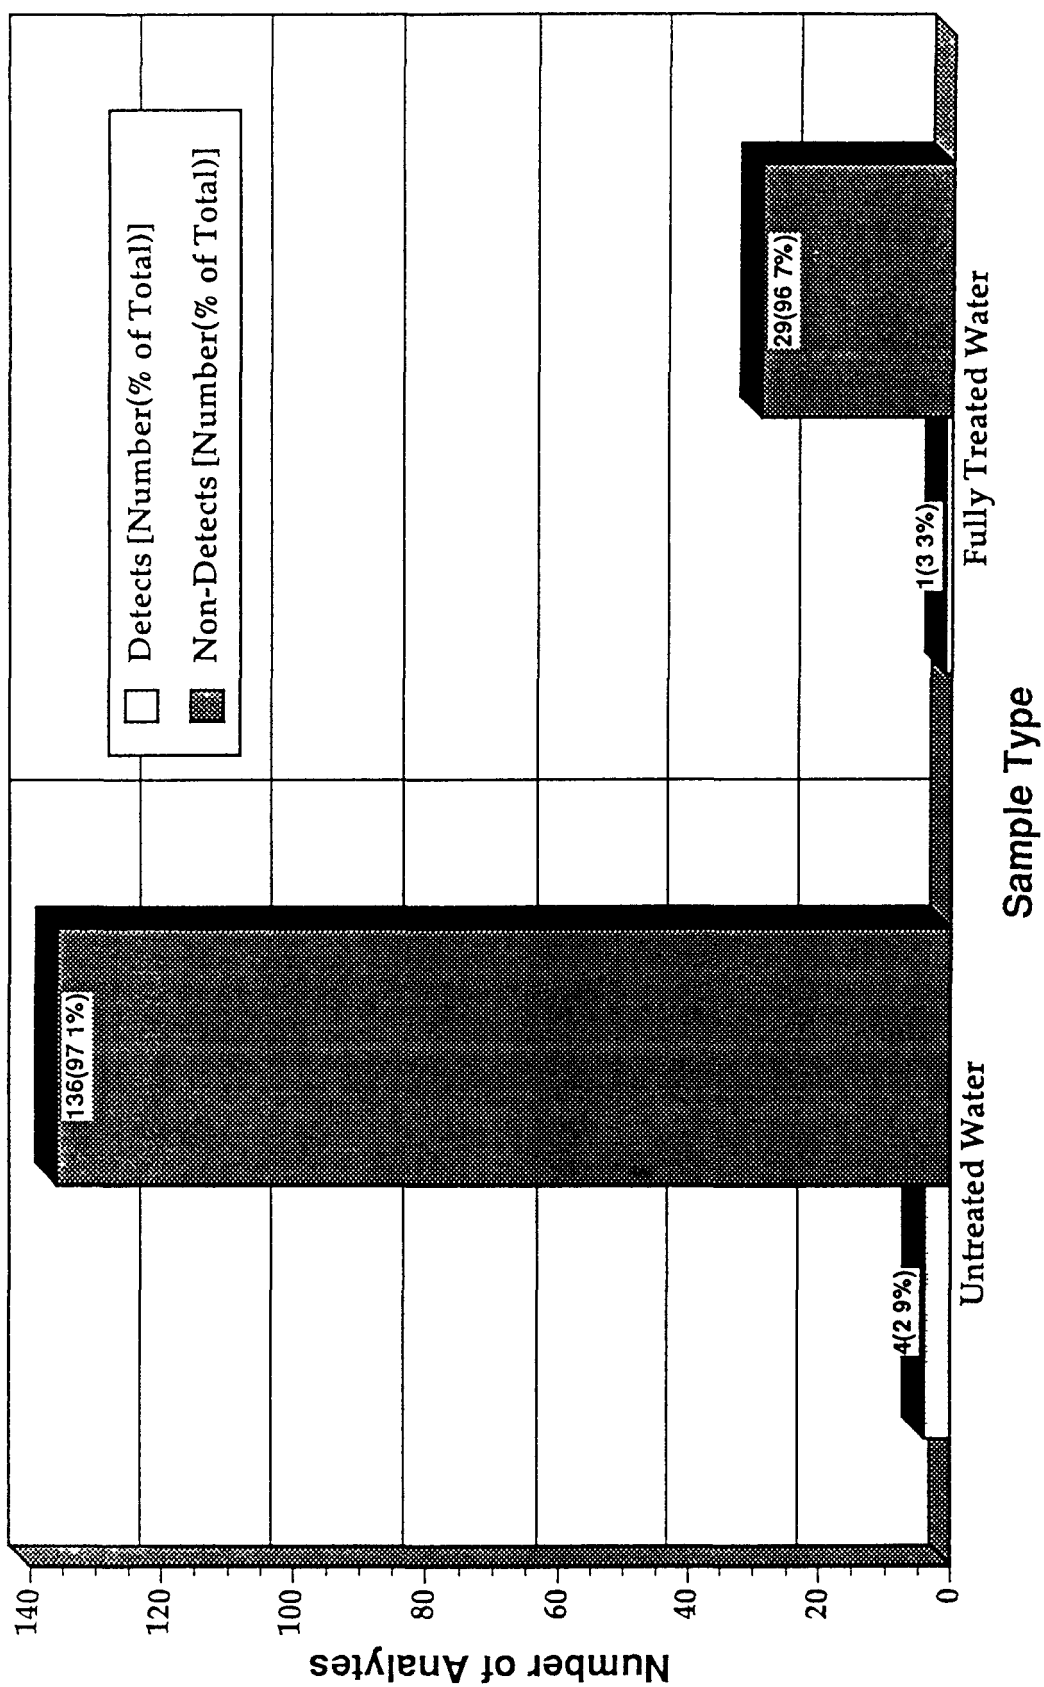 140
120
100
80
60
40
20
0
Number of Analytes
Detects [Number(% of Total)]
Non-Detects [Number(% of Total)]
136(97 1%)
4(2 9%)
29(96 7%)
1(3 3%)
Untreated Water
Fully Treated Water
Sample Type